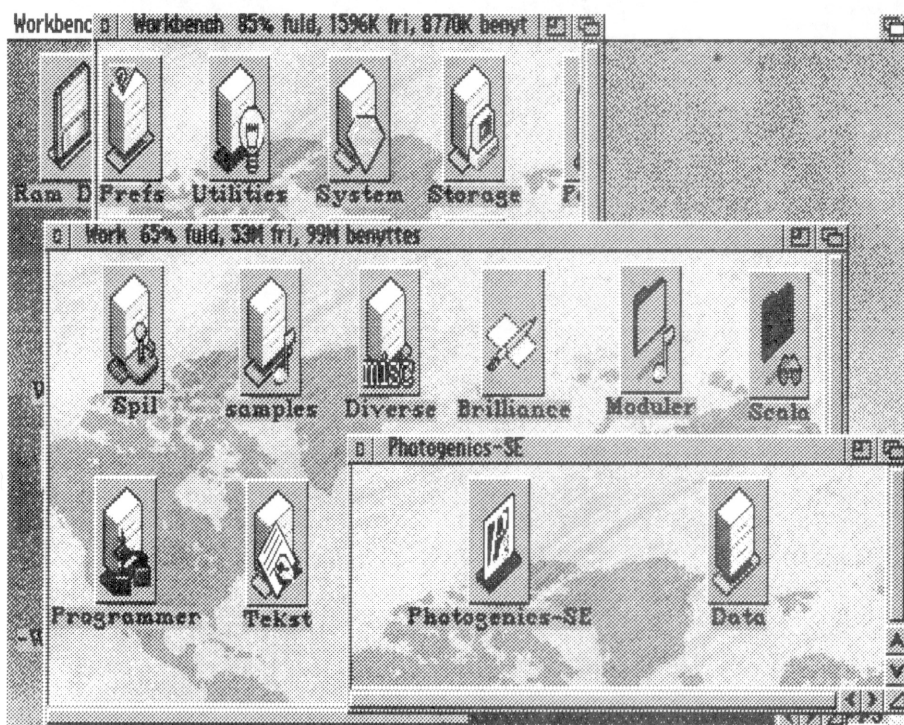 Workbenc
Workbench 85% fuld, 1596K fri, 8770K benyt
Ram D
Prefs
Utilities
System
Storage
Work 65% fuld, 53M fri, 99M benyttes
Spil
misc
samples
Diverse
Brilliance
Moduler
Scala
Photogenics-SE
Programmer
Tekst
Photogenics-SE
Data